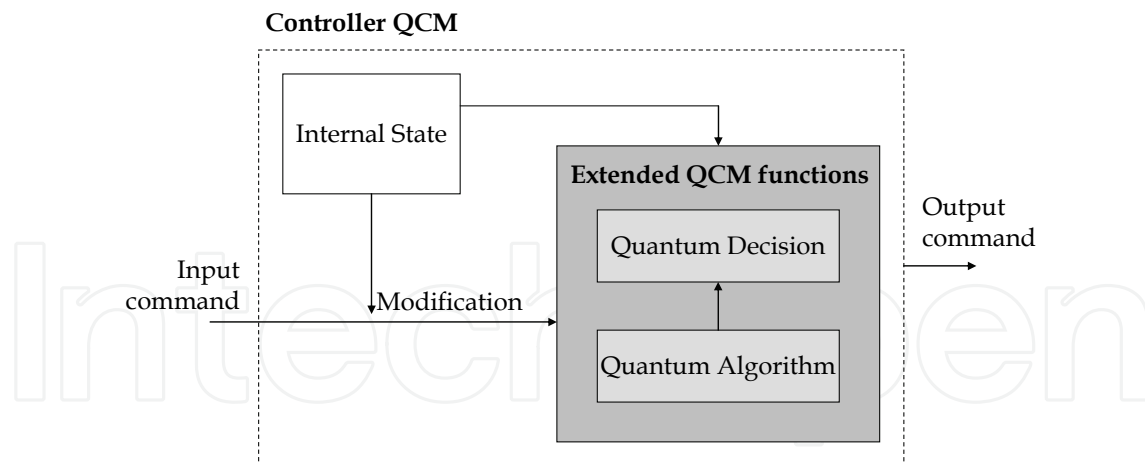 Controller QCM
Internal State
Extended QCM functions
Quantum Decision
Output
command
Input
command
Modification
Quantum Algorithm